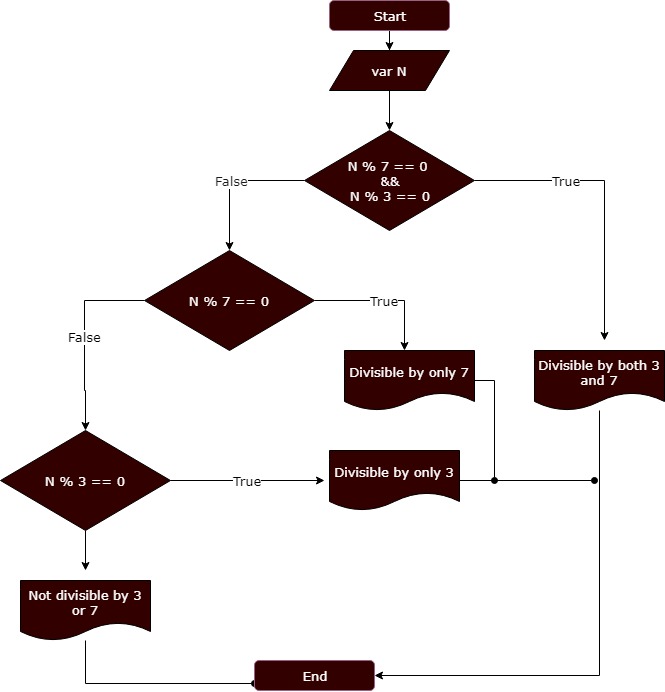 Start
var N
N % 7 == 0
&&
N % 3 == 0
False
True
N % 7 == 0
True
False
Divisible by only 7
Divisible by both 3
and 7
N % 3 == 0
True
Divisible by only 3
Not divisible by 3
or 7
End